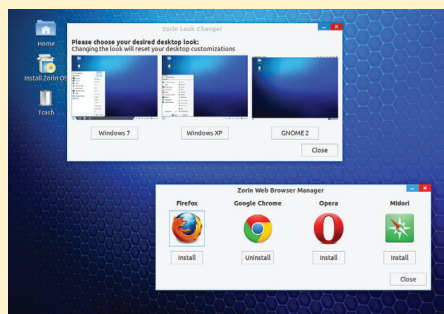 Home
Install Zorin OS
Trash
Zorin Look Changer
Please choose your desired desktop look:
Changing the look will reset your desktop customizations
Windows 7
Windows XP
GNOME 2
Close
Zorin Web Browser Manager
Firefox
Google Chrome
Opera
Midori
Install
Uninstall
Install
Install
Close